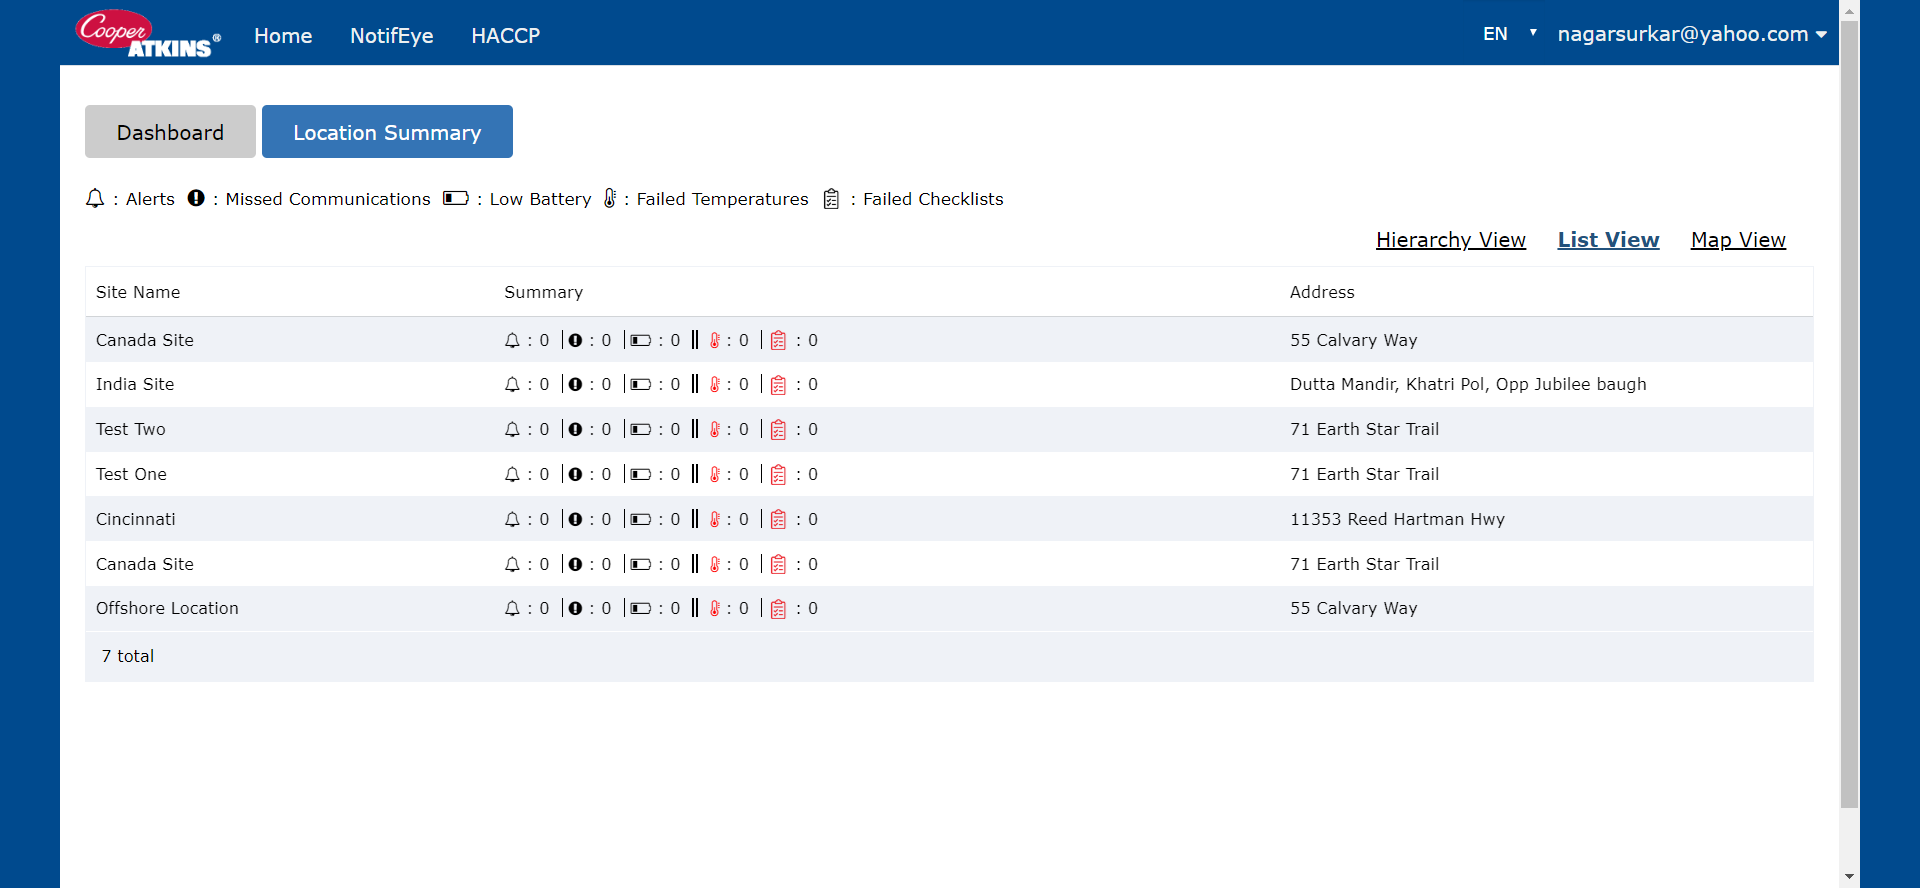 Cooper ATKINS® Home NotifEye HACCP EN nagarsurkar@yahoo.com
Dashboard Location Summary
: Alerts : Missed Communications : Low Battery : Failed Temperatures : Failed Checklists
Hierarchy View List View Map View
Site Name Summary Address
Canada Site : 0 : 0 : 0 : 0 : 0 55 Calvary Way
India Site : 0 : 0 : 0 : 0 : 0 Dutta Mandir, Khatri Pol, Opp Jubilee baugh
Test Two : 0 : 0 : 0 : 0 : 0 71 Earth Star Trail
Test One : 0 : 0 : 0 : 0 : 0 71 Earth Star Trail
Cincinnati : 0 : 0 : 0 : 0 : 0 11353 Reed Hartman Hwy
Canada Site : 0 : 0 : 0 : 0 : 0 71 Earth Star Trail
Offshore Location : 0 : 0 : 0 : 0 : 0 55 Calvary Way
7 total